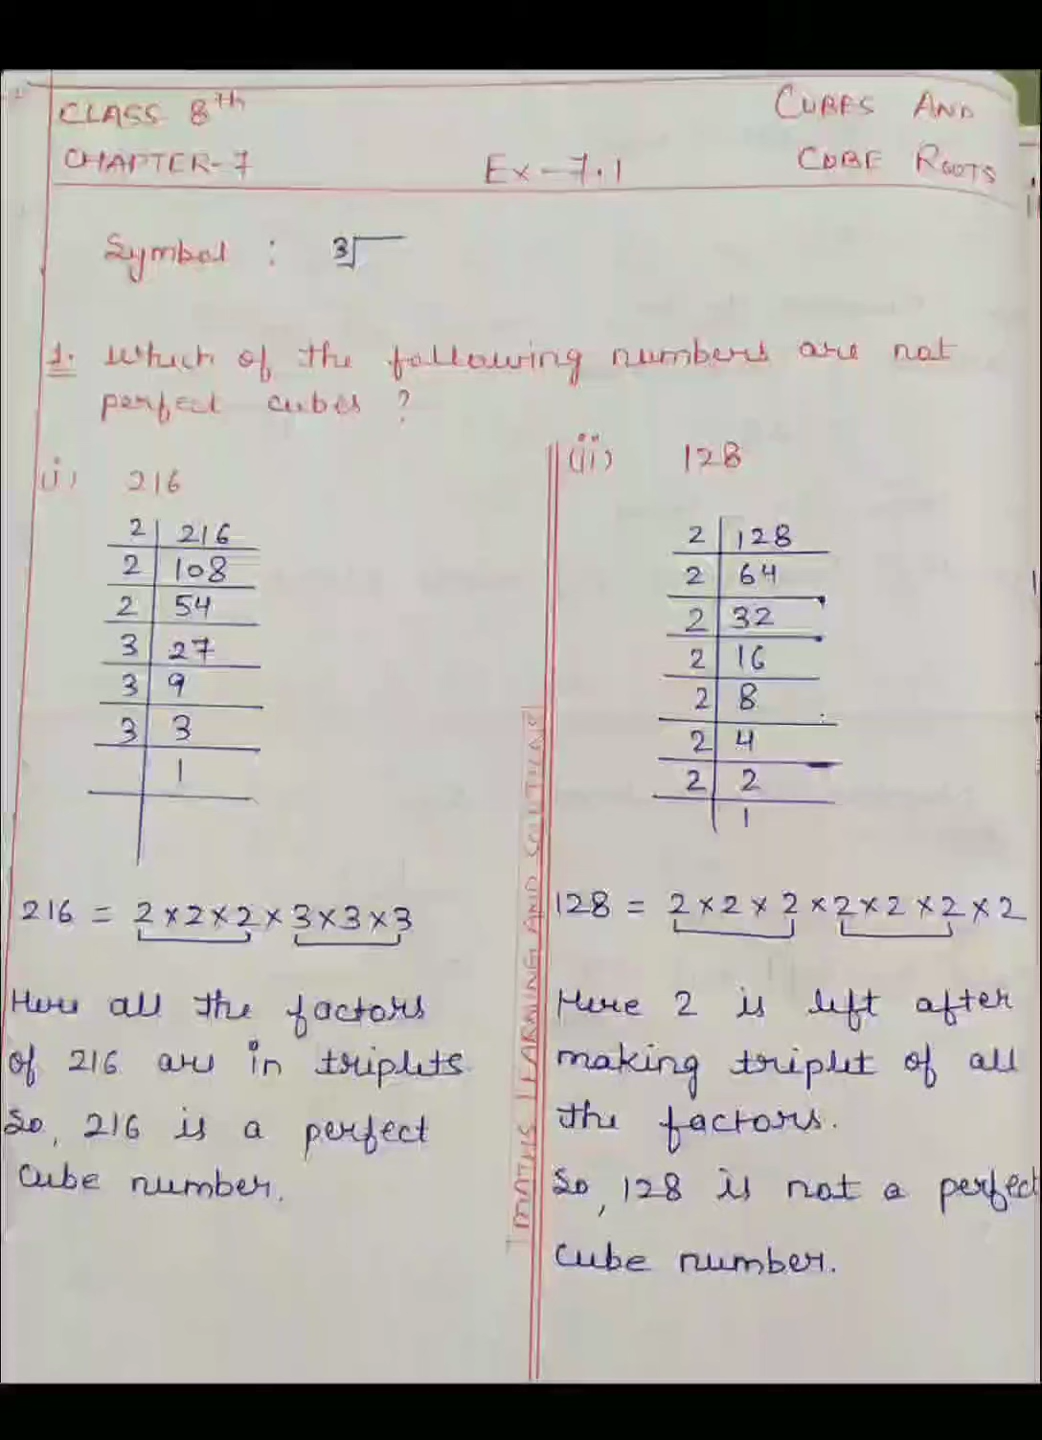 CLASS 8th
CHAPTER-7
Ex-7.1
CUBES AND
CUBE ROOTS
Symbol : ∛
1. Which of the following numbers are not
perfect cubes ?
(i) 216
2 | 216
2 | 108
2 | 54
3 | 27
3 | 9
3 | 3
1
216 = 2×2×2×3×3×3
Here all the factors
of 216 are in triplets
So, 216 is a perfect
cube number.
MATHS LEARNING AND SOLUTIONS
(ii) 128
2 | 128
2 | 64
2 | 32
2 | 16
2 | 8
2 | 4
2 | 2
1
128 = 2×2×2×2×2×2×2
Here 2 is left after
making triplet of all
the factors.
So, 128 is not a perfect
cube number.